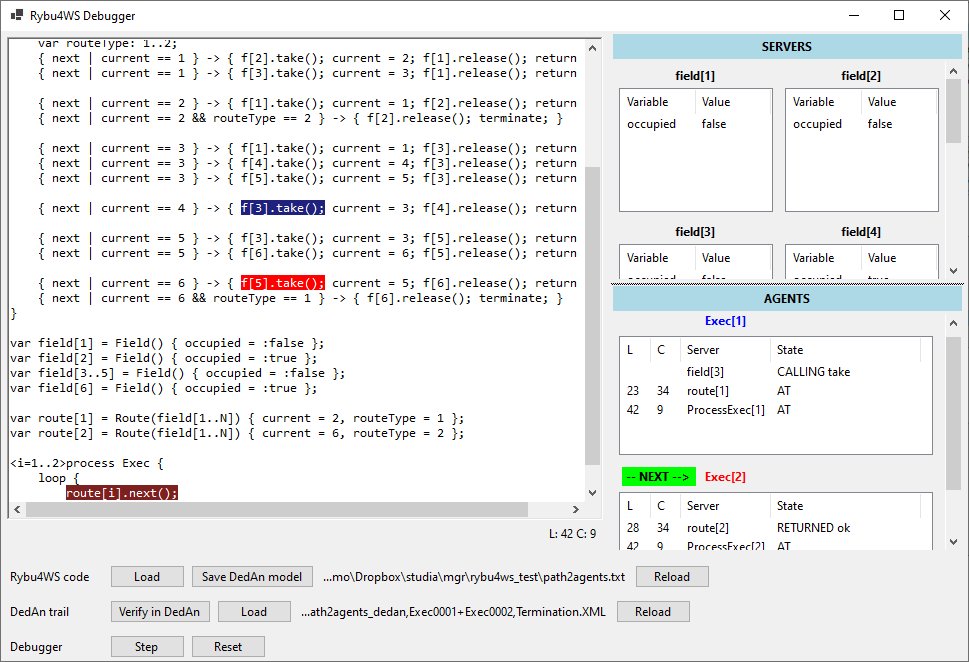 Rybu4WS Debugger
var routeType: 1..2;
{ next | current == 1 } -> { f[2].take(); current = 2; f[1].release(); return
{ next | current == 1 } -> { f[3].take(); current = 3; f[1].release(); return
{ next | current == 2 } -> { f[1].take(); current = 1; f[2].release(); return
{ next | current == 2 && routeType == 2 } -> { f[2].release(); terminate; }
{ next | current == 3 } -> { f[1].take(); current = 1; f[3].release(); return
{ next | current == 3 } -> { f[4].take(); current = 4; f[3].release(); return
{ next | current == 3 } -> { f[5].take(); current = 5; f[3].release(); return
{ next | current == 4 } -> { f[3].take(); current = 3; f[4].release(); return
{ next | current == 5 } -> { f[3].take(); current = 3; f[5].release(); return
{ next | current == 5 } -> { f[6].take(); current = 6; f[5].release(); return
{ next | current == 6 } -> { f[5].take(); current = 5; f[6].release(); return
{ next | current == 6 && routeType == 1 } -> { f[6].release(); terminate; }
}
var field[1] = Field() { occupied = :false };
var field[2] = Field() { occupied = :true };
var field[3..5] = Field() { occupied = :false };
var field[6] = Field() { occupied = :true };
var route[1] = Route(field[1..N]) { current = 2, routeType = 1 };
var route[2] = Route(field[1..N]) { current = 6, routeType = 2 };
<i=1..2>process Exec {
loop {
route[i].next();
L: 42 C: 9
SERVERS
field[1] field[2]
Variable Value Variable Value
occupied false occupied false
field[3] field[4]
Variable Value Variable Value
occupied false occupied true
AGENTS
Exec[1]
L C Server State
field[3] CALLING take
23 34 route[1] AT
42 9 ProcessExec[1] AT
-- NEXT --> Exec[2]
L C Server State
28 34 route[2] RETURNED ok
42 9 ProcessExec[2] AT
Rybu4WS code Load Save DedAn model ...mo\Dropbox\studia\mgr\rybu4ws_test\path2agents.txt Reload
DedAn trail Verify in DedAn Load ...ath2agents_dedan,Exec0001+Exec0002,Termination.XML Reload
Debugger Step Reset